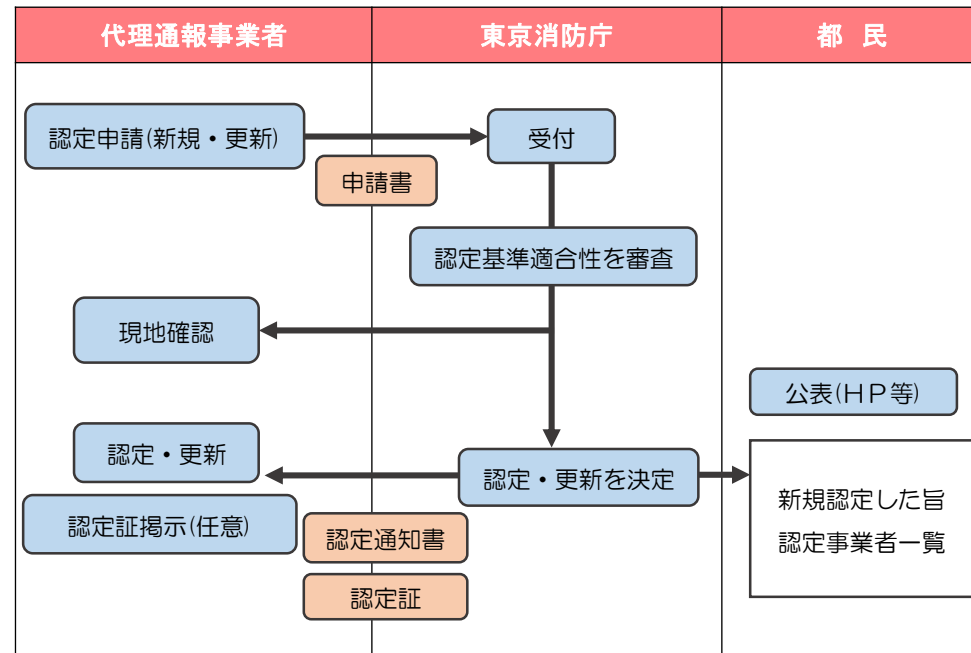 代理通報事業者
東京消防庁
都 民
認定申請(新規・更新)
受付
申請書
認定基準適合性を審査
現地確認
公表(HP等)
認定・更新
認定・更新を決定
新規認定した旨
認定事業者一覧
認定証掲示(任意)
認定通知書
認定証